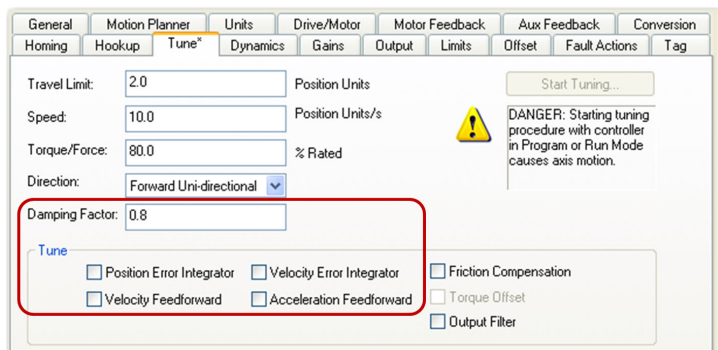 General Motion Planner Units Drive/Motor Motor Feedback Aux Feedback Conversion
Homing Hookup Tune* Dynamics Gains Output Limits Offset Fault Actions Tag
Travel Limit: 2.0 Position Units Start Tuning...
Speed: 10.0 Position Units/s
DANGER: Starting tuning
procedure with controller
in Program or Run Mode
causes axis motion.
Torque/Force: 80.0 % Rated
Direction: Forward Uni-directional
Damping Factor: 0.8
Tune
Position Error Integrator Velocity Error Integrator Friction Compensation
Velocity Feedforward Acceleration Feedforward Torque Offset
Output Filter